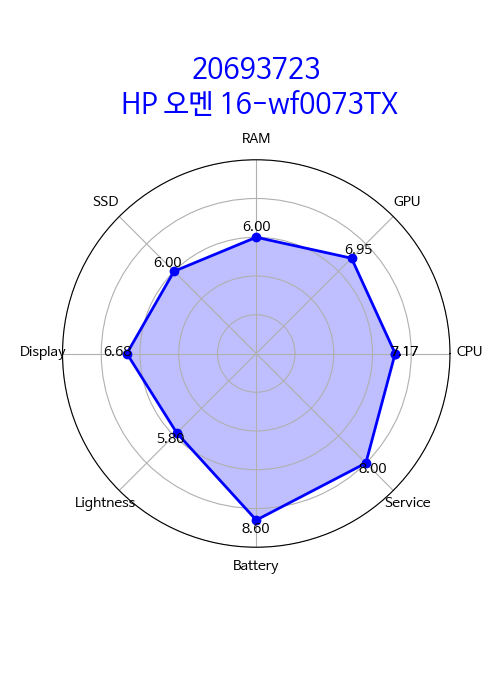 20693723
HP 오멘 16-wf0073TX
RAM
SSD
GPU
6.00
6.95
6.00
Display
6.68
7.17
CPU
5.80
8.00
Lightness
Service
8.60
Battery